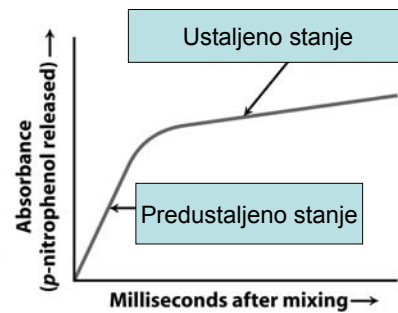 Ustaljeno stanje
Absorbance
(p-nitrophenol released)→
Predustaljeno stanje
Milliseconds after mixing→